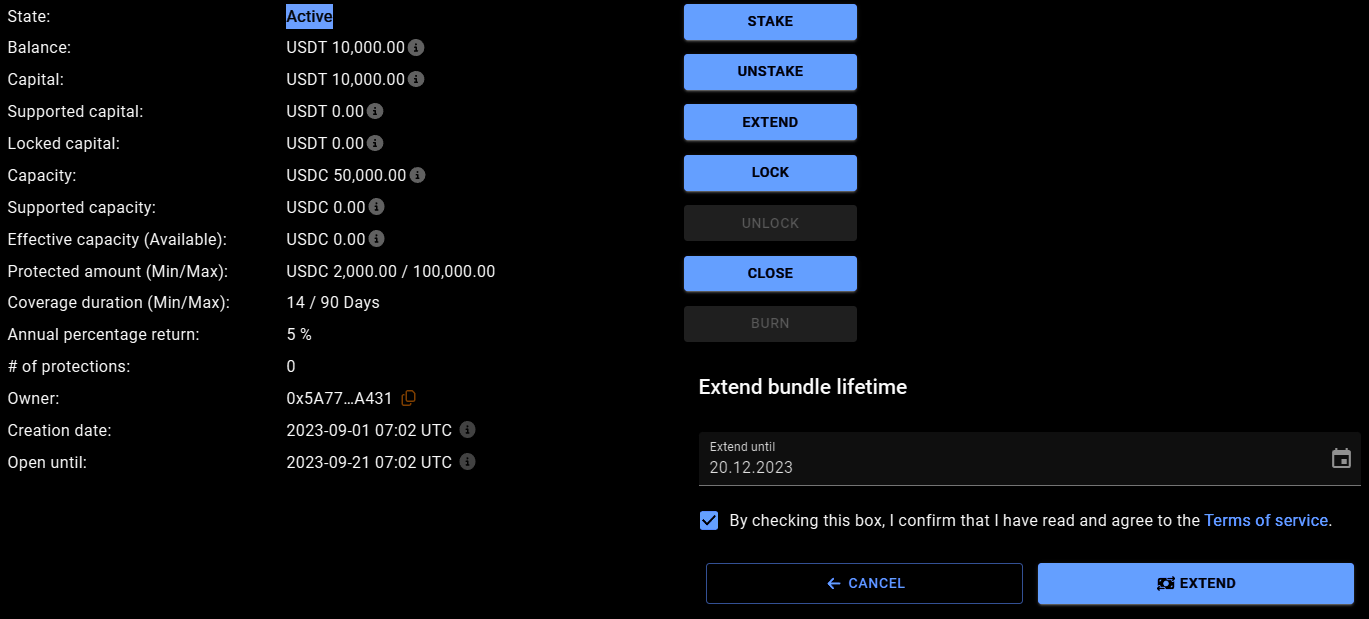 State: Active
Balance: USDT 10,000.00
Capital: USDT 10,000.00
Supported capital: USDT 0.00
Locked capital: USDT 0.00
Capacity: USDC 50,000.00
Supported capacity: USDC 0.00
Effective capacity (Available): USDC 0.00
Protected amount (Min/Max): USDC 2,000.00 / 100,000.00
Coverage duration (Min/Max): 14 / 90 Days
Annual percentage return: 5 %
# of protections: 0
Owner: 0x5A77...A431
Creation date: 2023-09-01 07:02 UTC
Open until: 2023-09-21 07:02 UTC
STAKE
UNSTAKE
EXTEND
LOCK
UNLOCK
CLOSE
BURN
Extend bundle lifetime
Extend until
20.12.2023
By checking this box, I confirm that I have read and agree to the Terms of service.
CANCEL
EXTEND